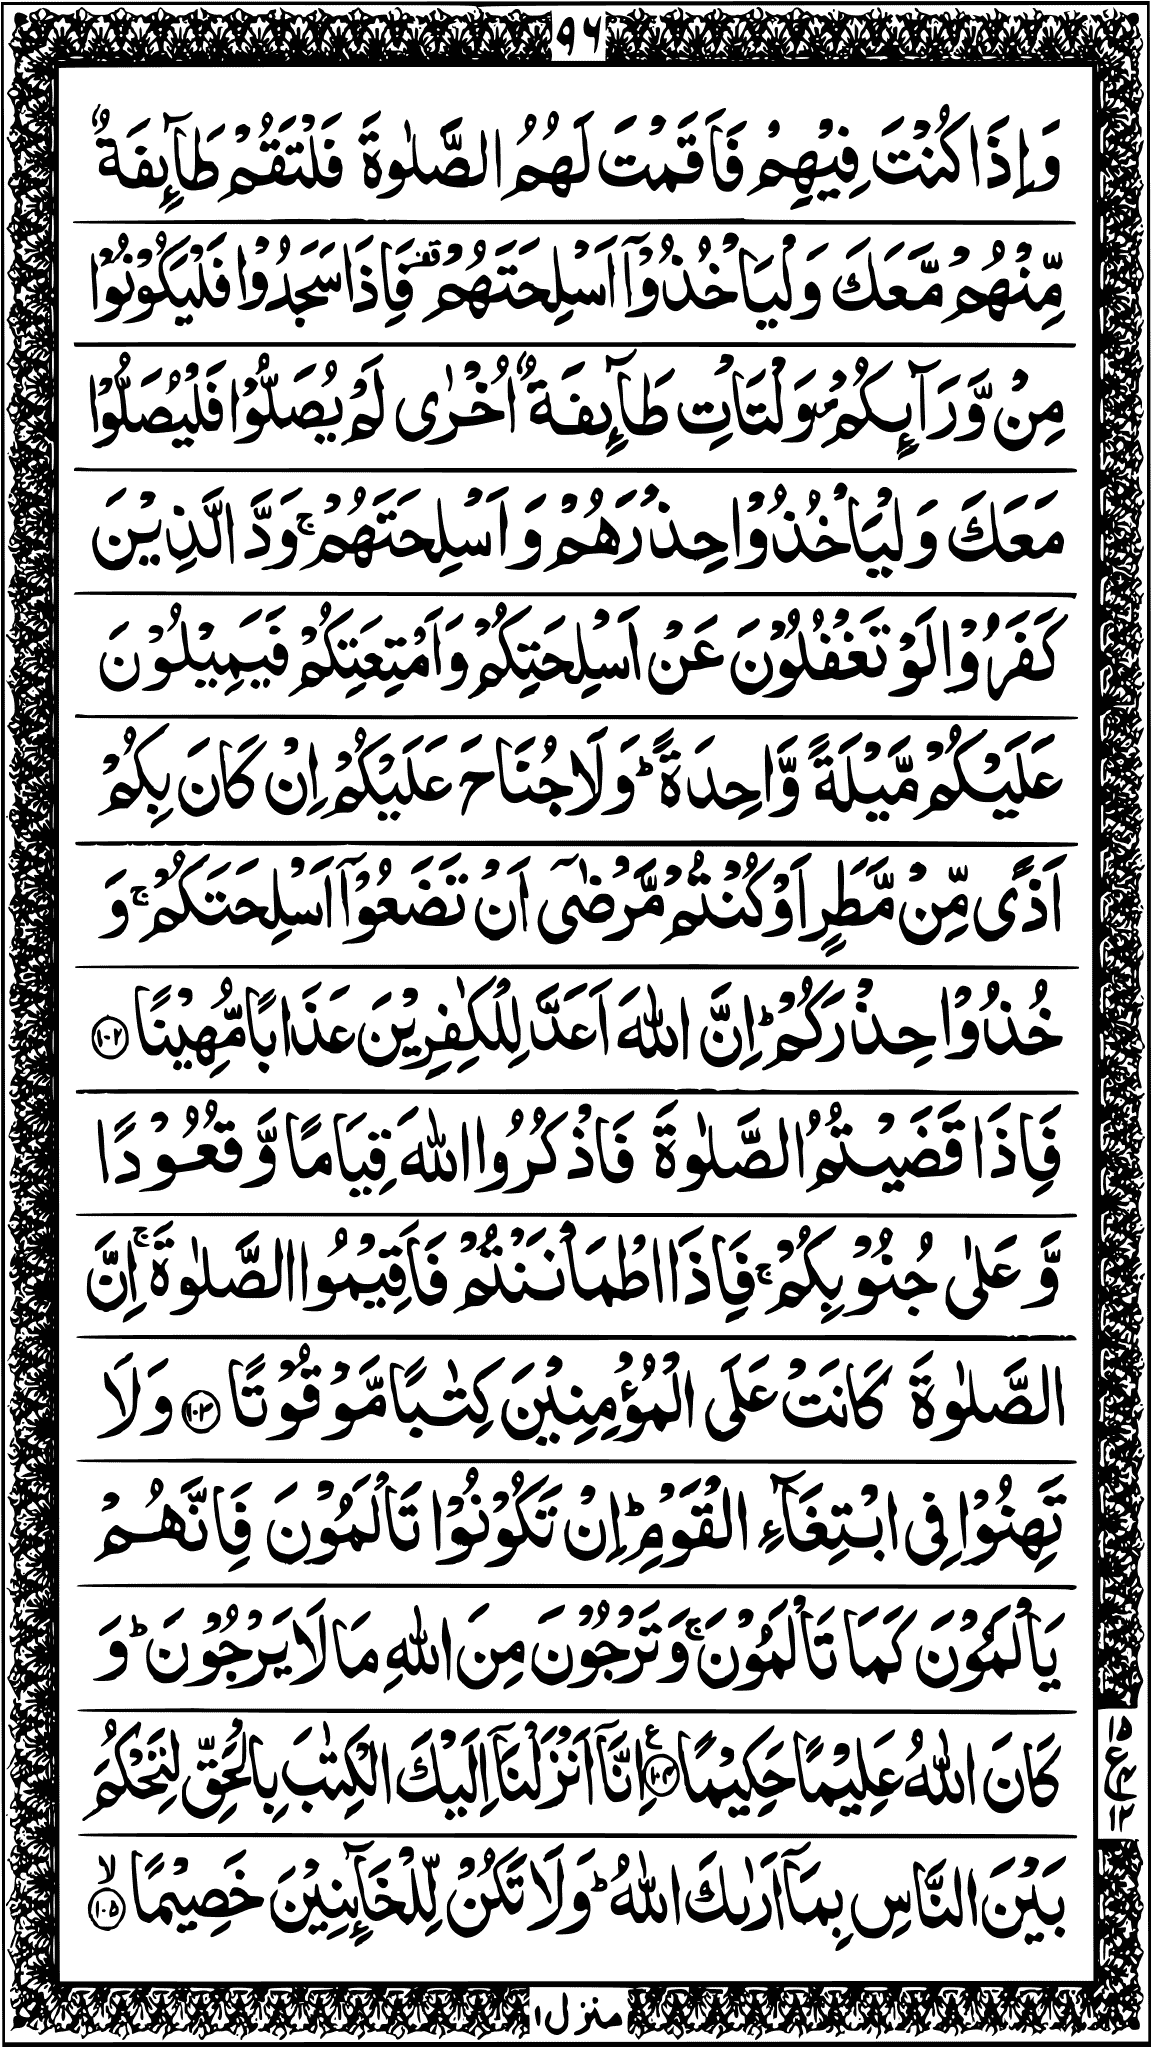 ۹۶
وَاِذَا كُنْتَ فِيْهِمْ فَاَقَمْتَ لَهُمُ الصَّلٰوةَ فَلْتَقُمْ طَآئِفَةٌ
مِّنْهُمْ مَّعَكَ وَلْيَاْخُذُوْۤا اَسْلِحَتَهُمْ ۫ فَاِذَا سَجَدُوْا فَلْيَكُوْنُوْا
مِنْ وَّرَآئِكُمْ ۪ وَلْتَاْتِ طَآئِفَةٌ اُخْرٰى لَمْ يُصَلُّوْا فَلْيُصَلُّوْا
مَعَكَ وَلْيَاْخُذُوْا حِذْرَهُمْ وَاَسْلِحَتَهُمْ ۚ وَدَّ الَّذِيْنَ
كَفَرُوْا لَوْ تَغْفُلُوْنَ عَنْ اَسْلِحَتِكُمْ وَاَمْتِعَتِكُمْ فَيَمِيْلُوْنَ
عَلَيْكُمْ مَّيْلَةً وَّاحِدَةً ؕ وَلَا جُنَاحَ عَلَيْكُمْ اِنْ كَانَ بِكُمْ
اَذًى مِّنْ مَّطَرٍ اَوْ كُنْتُمْ مَّرْضٰۤى اَنْ تَضَعُوْۤا اَسْلِحَتَكُمْ ۚ وَ
خُذُوْا حِذْرَكُمْ ؕ اِنَّ اللّٰهَ اَعَدَّ لِلْكٰفِرِيْنَ عَذَابًا مُّهِيْنًا ﴿۱۰۲﴾
فَاِذَا قَضَيْتُمُ الصَّلٰوةَ فَاذْكُرُوا اللّٰهَ قِيَامًا وَّقُعُوْدًا
وَّعَلٰى جُنُوْبِكُمْ ۚ فَاِذَا اطْمَاْنَنْتُمْ فَاَقِيْمُوا الصَّلٰوةَ ۚ اِنَّ
الصَّلٰوةَ كَانَتْ عَلَى الْمُؤْمِنِيْنَ كِتٰبًا مَّوْقُوْتًا ﴿۱۰۳﴾ وَلَا
تَهِنُوْا فِى ابْتِغَآءِ الْقَوْمِ ؕ اِنْ تَكُوْنُوْا تَاْلَمُوْنَ فَاِنَّهُمْ
يَاْلَمُوْنَ كَمَا تَاْلَمُوْنَ ۚ وَتَرْجُوْنَ مِنَ اللّٰهِ مَا لَا يَرْجُوْنَ ؕ وَ
كَانَ اللّٰهُ عَلِيْمًا حَكِيْمًا ﴿۱۰۴﴾ ع اِنَّاۤ اَنْزَلْنَاۤ اِلَيْكَ الْكِتٰبَ بِالْحَقِّ لِتَحْكُمَ
۱۵
ع
۱۲
بَيْنَ النَّاسِ بِمَاۤ اَرٰىكَ اللّٰهُ ؕ وَلَا تَكُنْ لِّلْخَآئِنِيْنَ خَصِيْمًا ۙ﴿۱۰۵﴾
منزل ۱